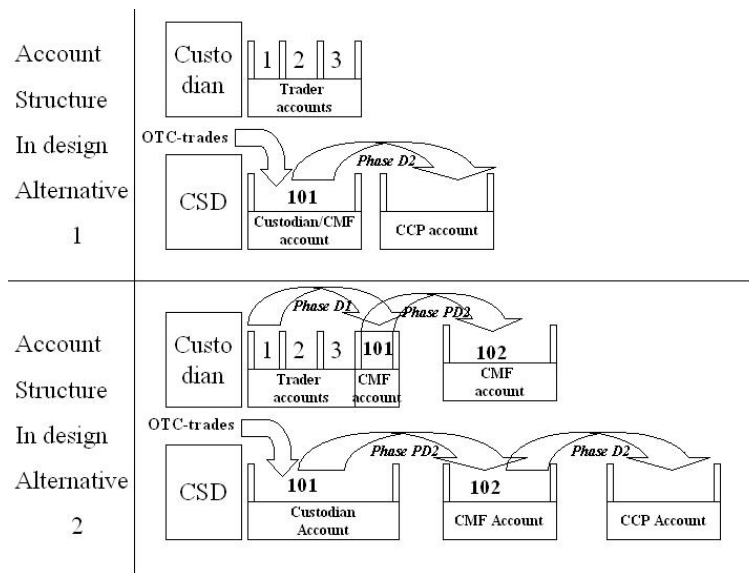 Account
Structure
In design
Alternative
1
Custo
dian
1 2 3
Trader
accounts
OTC-trades
Phase D2
CSD
101
Custodian/CMF
account
CCP account
Account
Structure
In design
Alternative
2
Custo
dian
Phase D1
Phase PD2
1 2 3 101
Trader
accounts
CMF
account
102
CMF
account
OTC-trades
Phase PD2
Phase D2
CSD
101
Custodian
Account
102
CMF Account
CCP Account